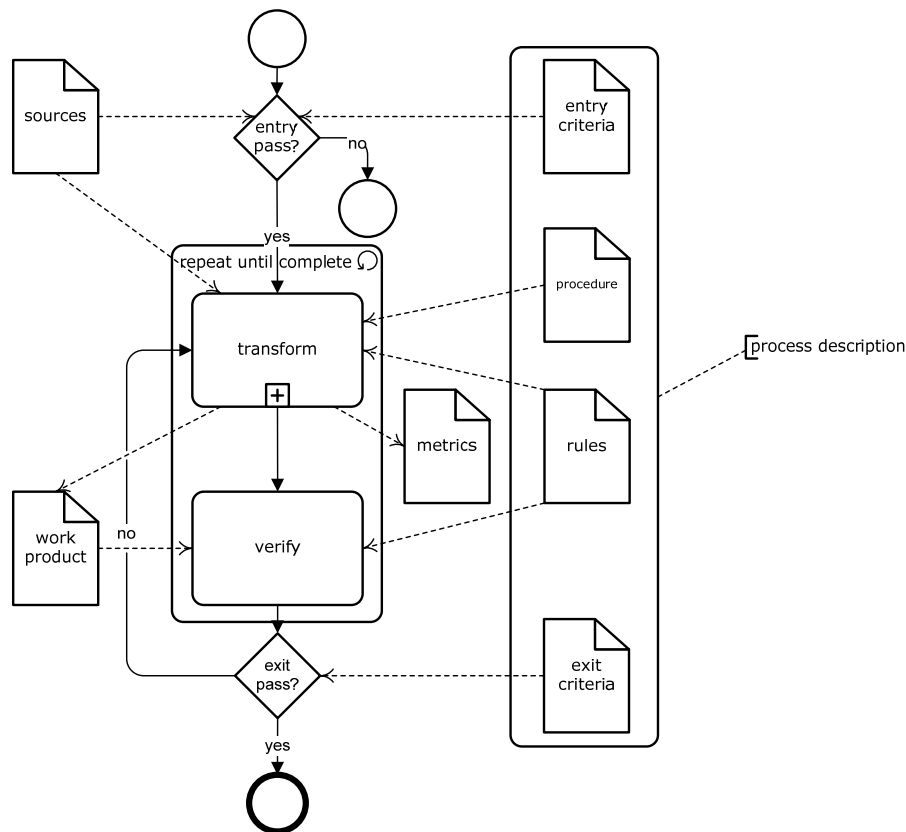 sources
entry
pass?
entry
criteria
no
yes
repeat until complete
procedure
transform
process description
+
metrics
rules
work
product
no
verify
exit
pass?
exit
criteria
yes